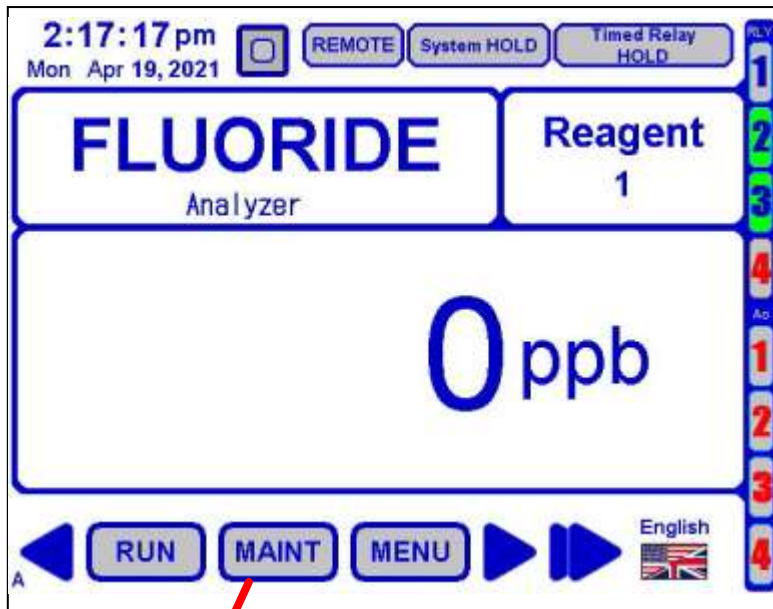 2:17:17 pm
Mon Apr 19, 2021
REMOTE
System HOLD
Timed Relay
HOLD
FLUORIDE
Analyzer
Reagent
1
0 ppb
RLY
1
2
3
4
Ao
1
2
3
4
A
RUN
MAINT
MENU
English